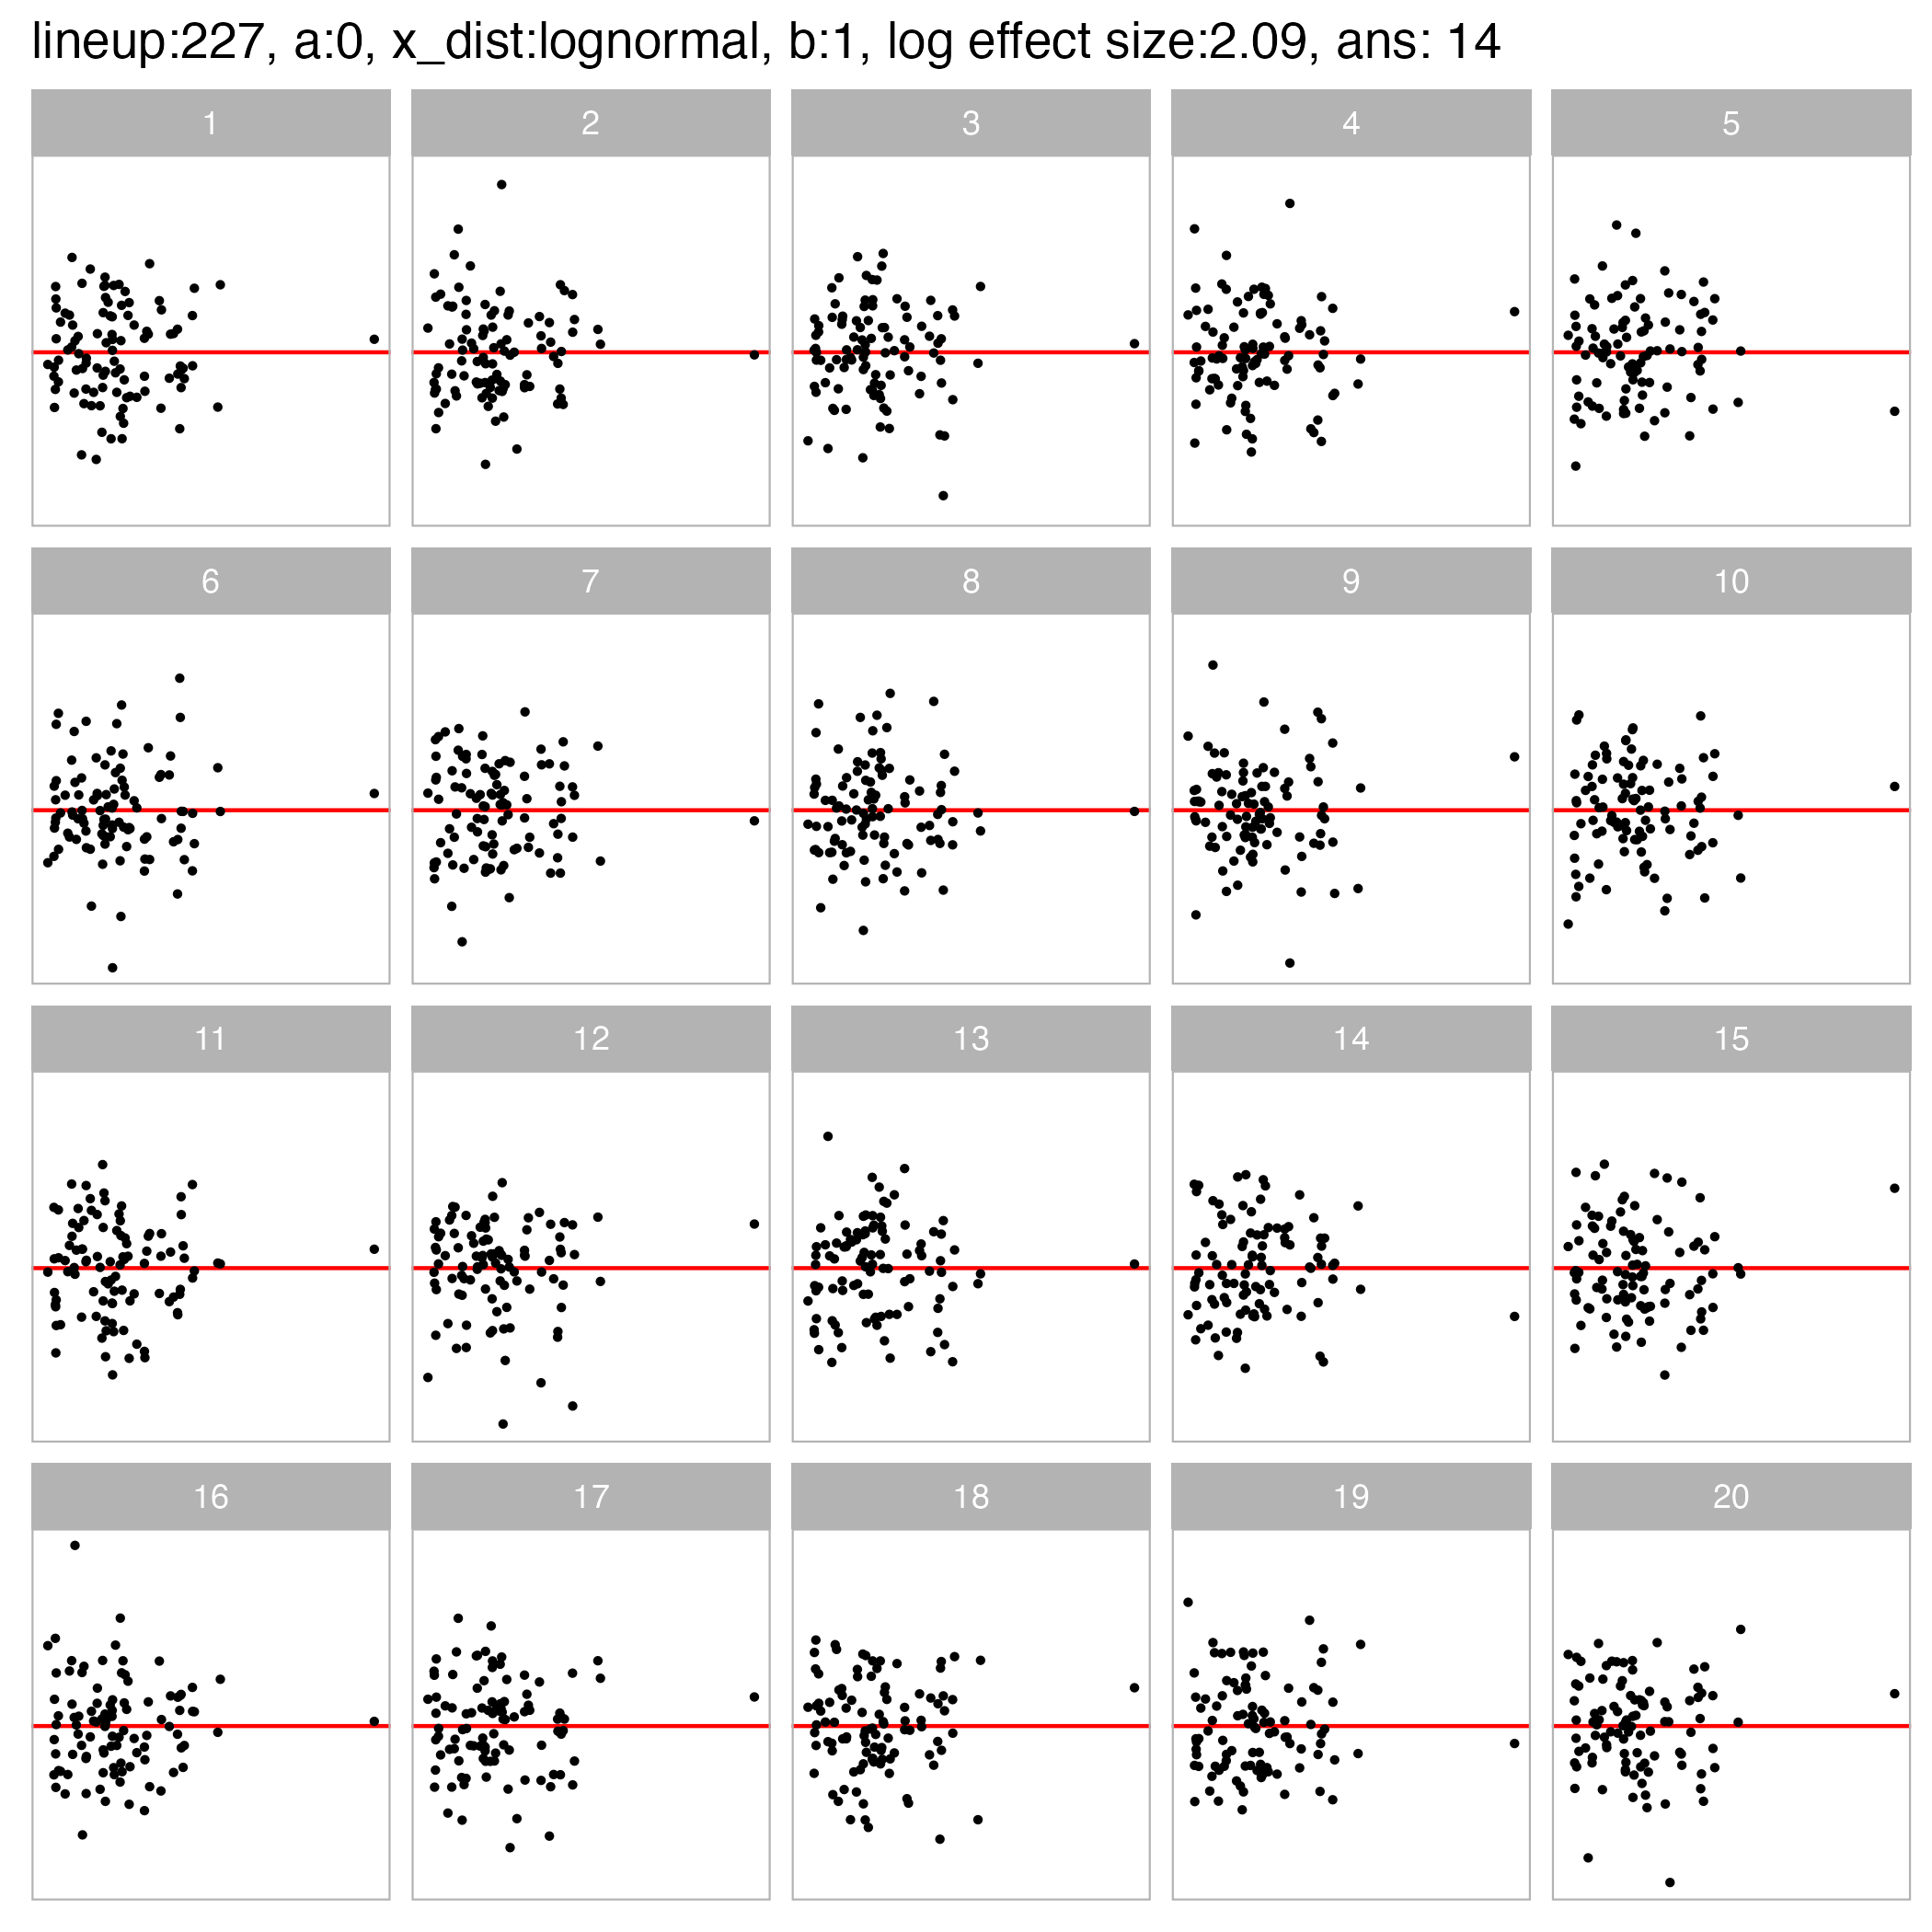 lineup:227, a:0, x_dist:lognormal, b:1, log effect size:2.09, ans: 14
1 2 3 4 5
6 7 8 9 10
11 12 13 14 15
16 17 18 19 20